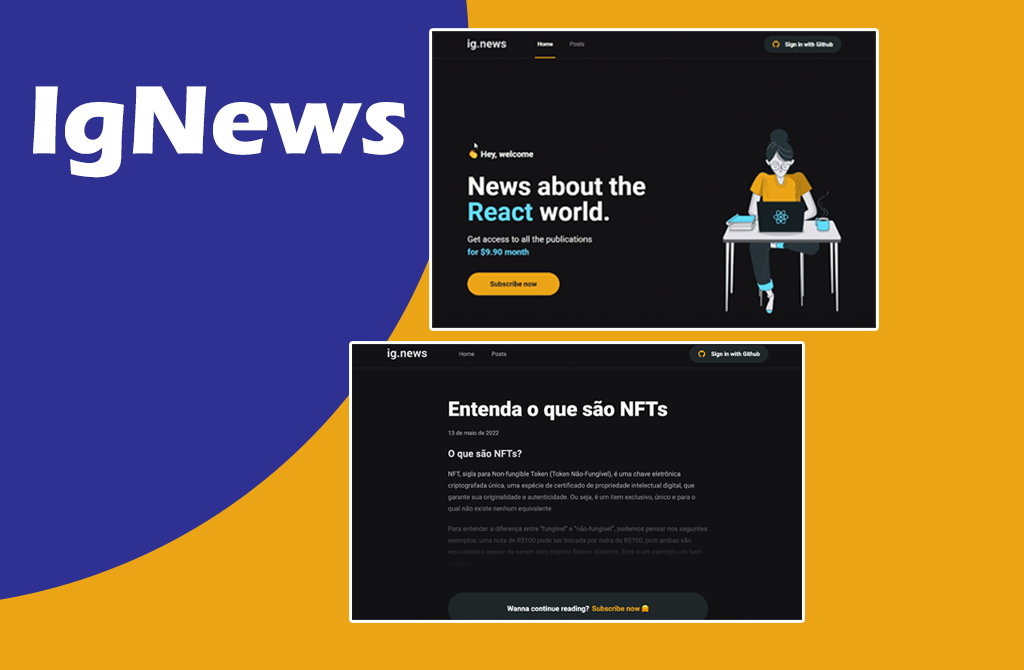 IgNews
ig.news
Home
Posts
Sign in with Github
👏 Hey, welcome
News about the
React world.
Get access to all the publications
for $9.90 month
Subscribe now
ig.news
Home
Posts
Sign in with Github
Entenda o que são NFTs
13 de maio de 2022
O que são NFTs?
NFT, sigla para Non-fungible Token (Token Não-Fungível), é uma chave eletrônica
criptografada única, uma espécie de certificado de propriedade intelectual digital, que
garante sua originalidade e autenticidade. Ou seja, é um item exclusivo, único e para o
qual não existe nenhum equivalente.
Para entender a diferença entre "fungível" e "não-fungível", podemos pensar nos seguintes
exemplos: uma nota de R$100 pode ser trocada por outra de R$100, pois ambas são
equivalentes apesar de serem dois objetos físicos distintos. Este é um exemplo um item
Wanna continue reading? Subscribe now 🤗